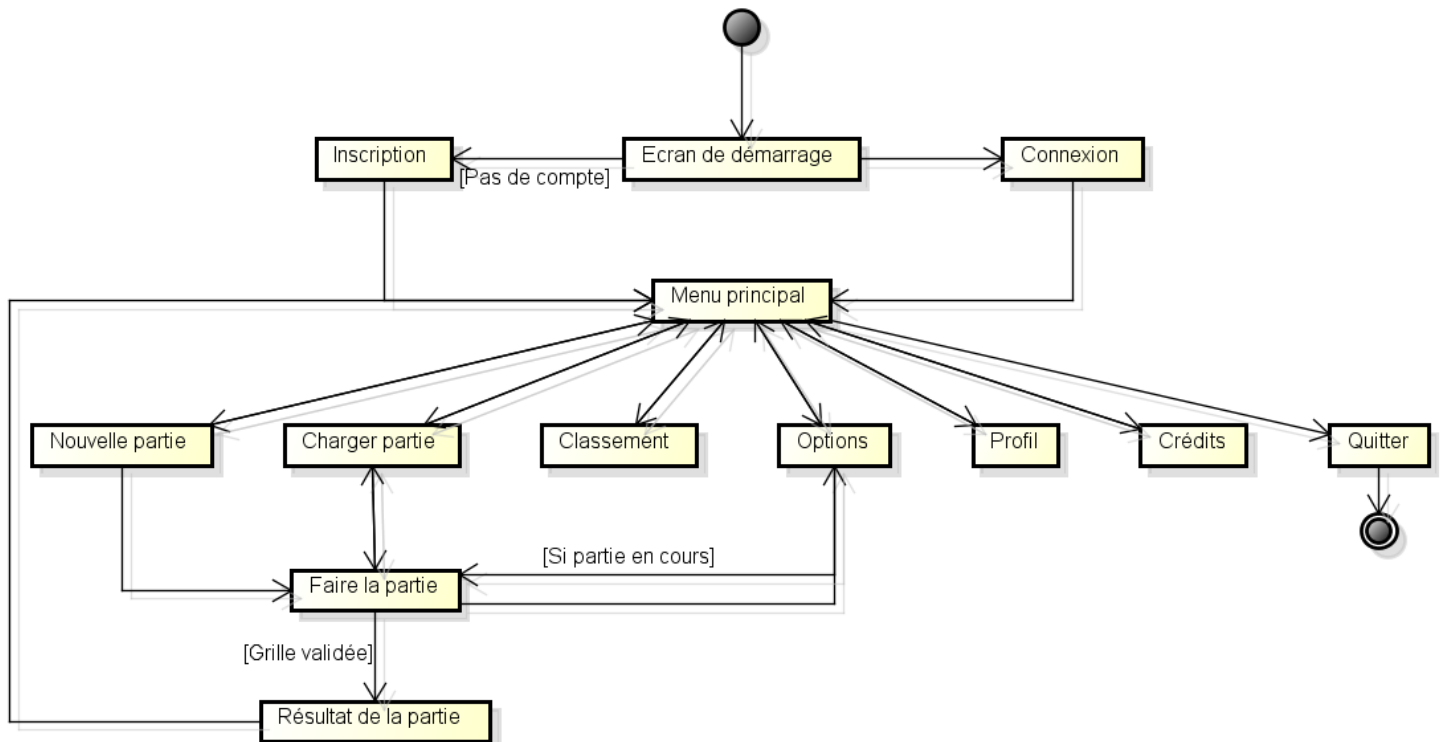 Inscription
Ecran de démarrage
Connexion
[Pas de compte]
Menu principal
Nouvelle partie
Charger partie
Classement
Options
Profil
Crédits
Quitter
[Si partie en cours]
Faire la partie
[Grille validée]
Résultat de la partie